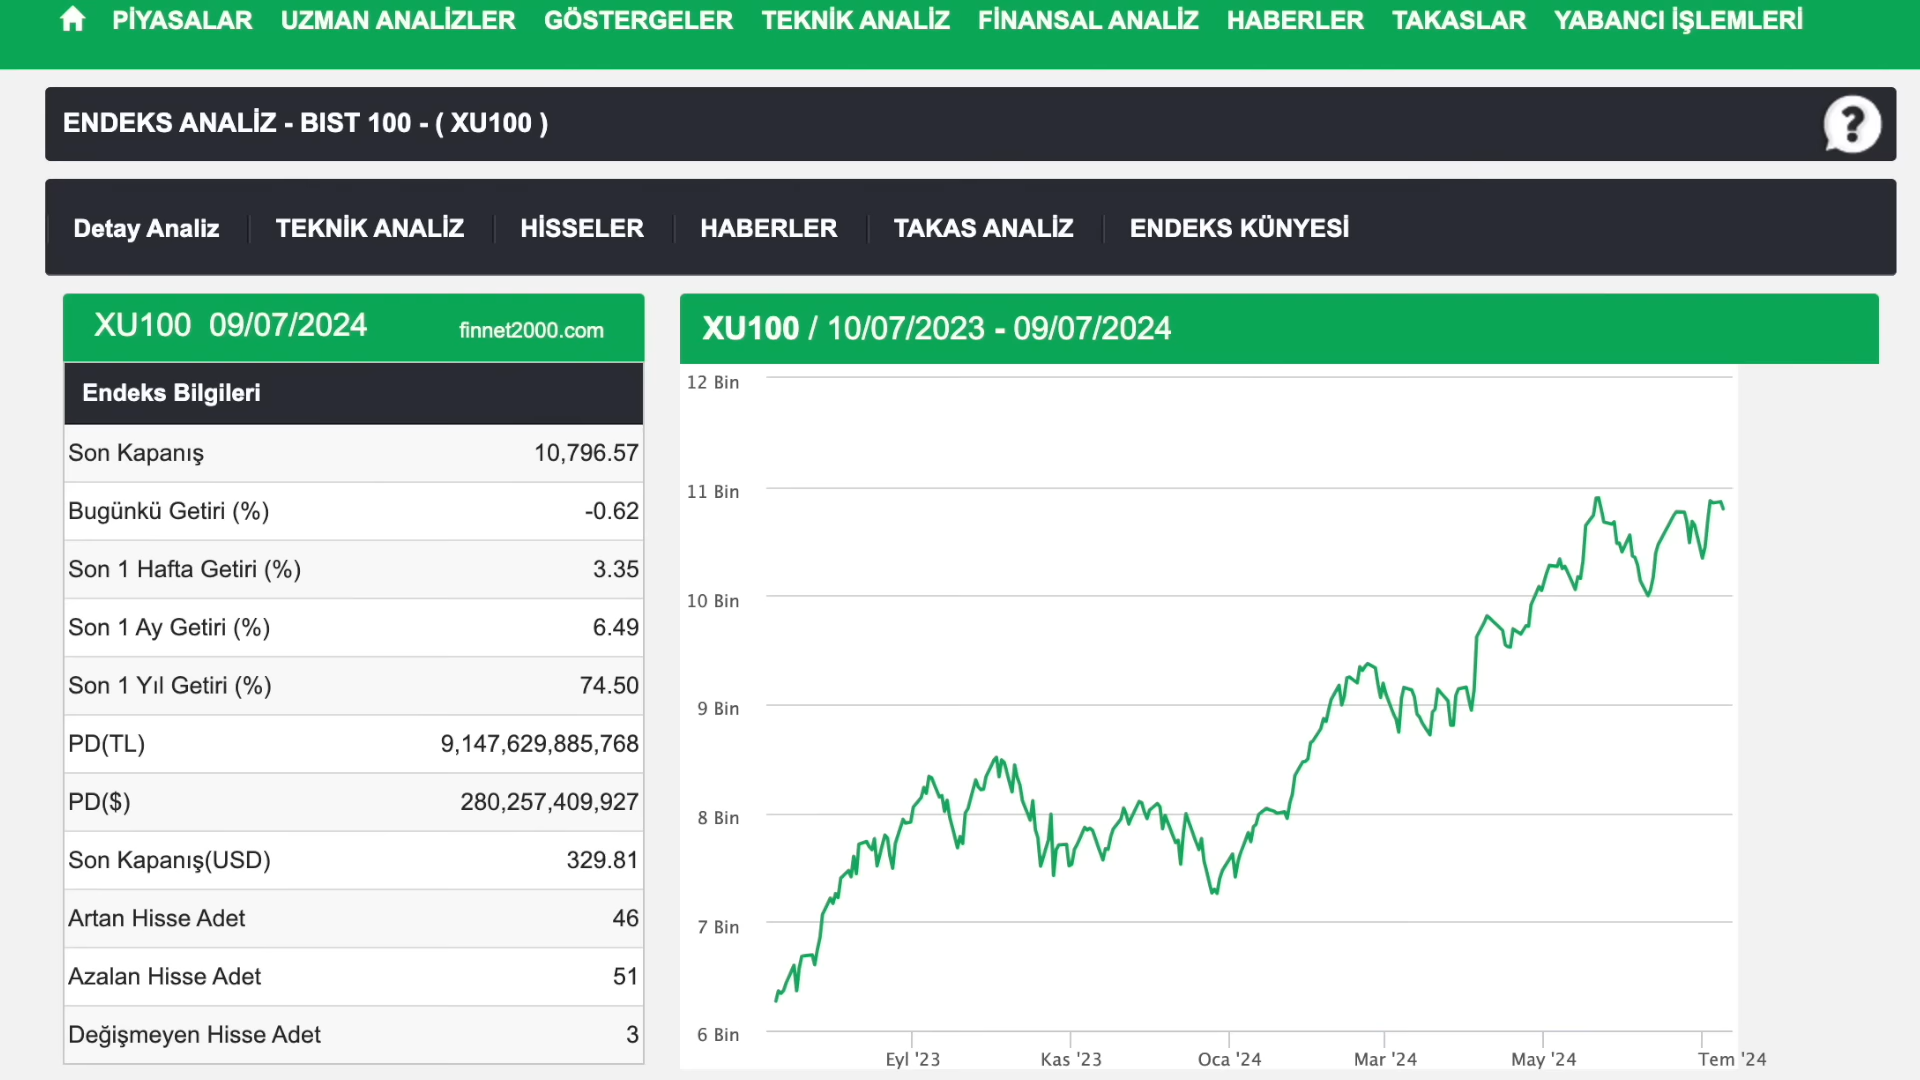 PİYASALAR UZMAN ANALİZLER GÖSTERGELER TEKNİK ANALİZ FİNANSAL ANALİZ HABERLER TAKASLAR YABANCI İŞLEMLERİ
ENDEKS ANALİZ - BIST 100 - ( XU100 )
?
Detay Analiz TEKNİK ANALİZ HİSSELER HABERLER TAKAS ANALİZ ENDEKS KÜNYESİ
XU100 09/07/2024 finnet2000.com
Endeks Bilgileri
Son Kapanış 10,796.57
Bugünkü Getiri (%) -0.62
Son 1 Hafta Getiri (%) 3.35
Son 1 Ay Getiri (%) 6.49
Son 1 Yıl Getiri (%) 74.50
PD(TL) 9,147,629,885,768
PD($) 280,257,409,927
Son Kapanış(USD) 329.81
Artan Hisse Adet 46
Azalan Hisse Adet 51
Değişmeyen Hisse Adet 3
XU100 / 10/07/2023 - 09/07/2024
12 Bin
11 Bin
10 Bin
9 Bin
8 Bin
7 Bin
6 Bin
Eyl '23 Kas '23 Oca '24 Mar '24 May '24 Tem '24